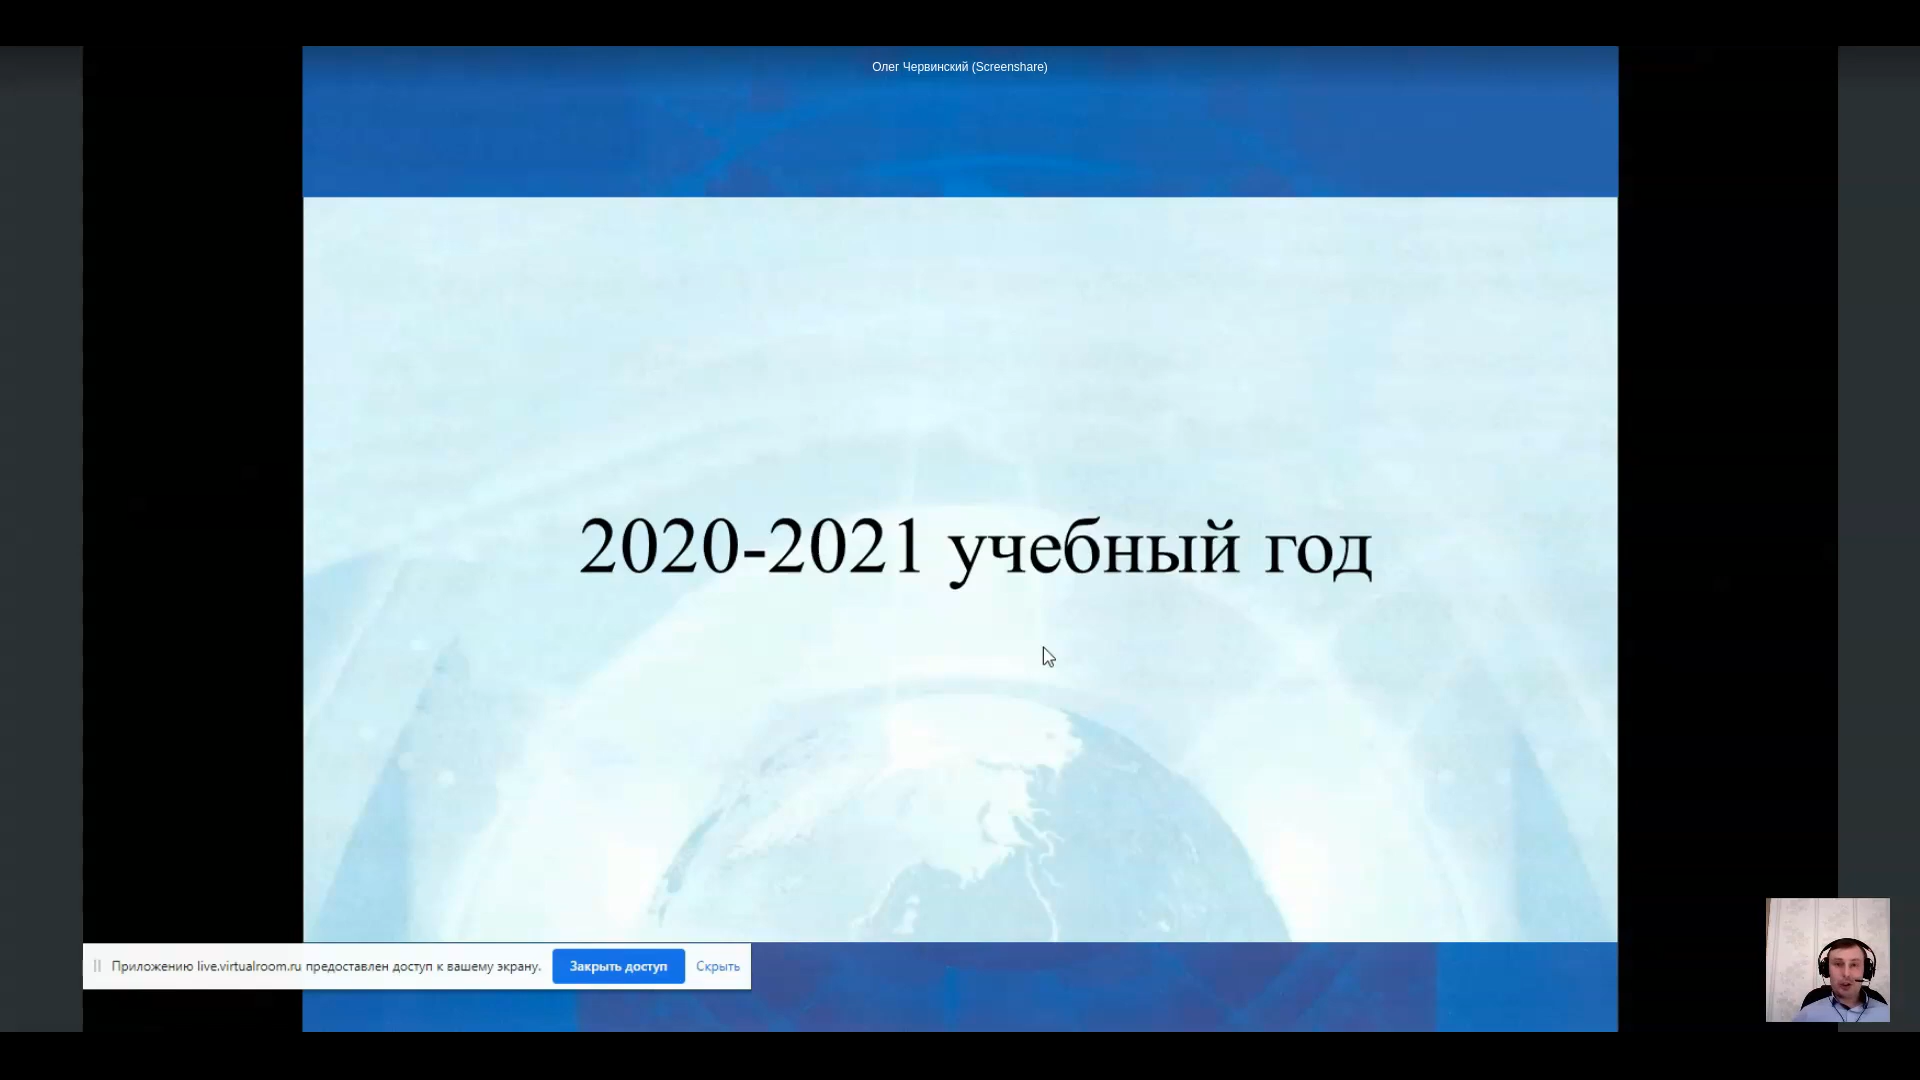 Олег Червинский (Screenshare)
2020-2021 учебный год
Приложению live.virtualroom.ru предоставлен доступ к вашему экрану. Закрыть доступ Скрыть